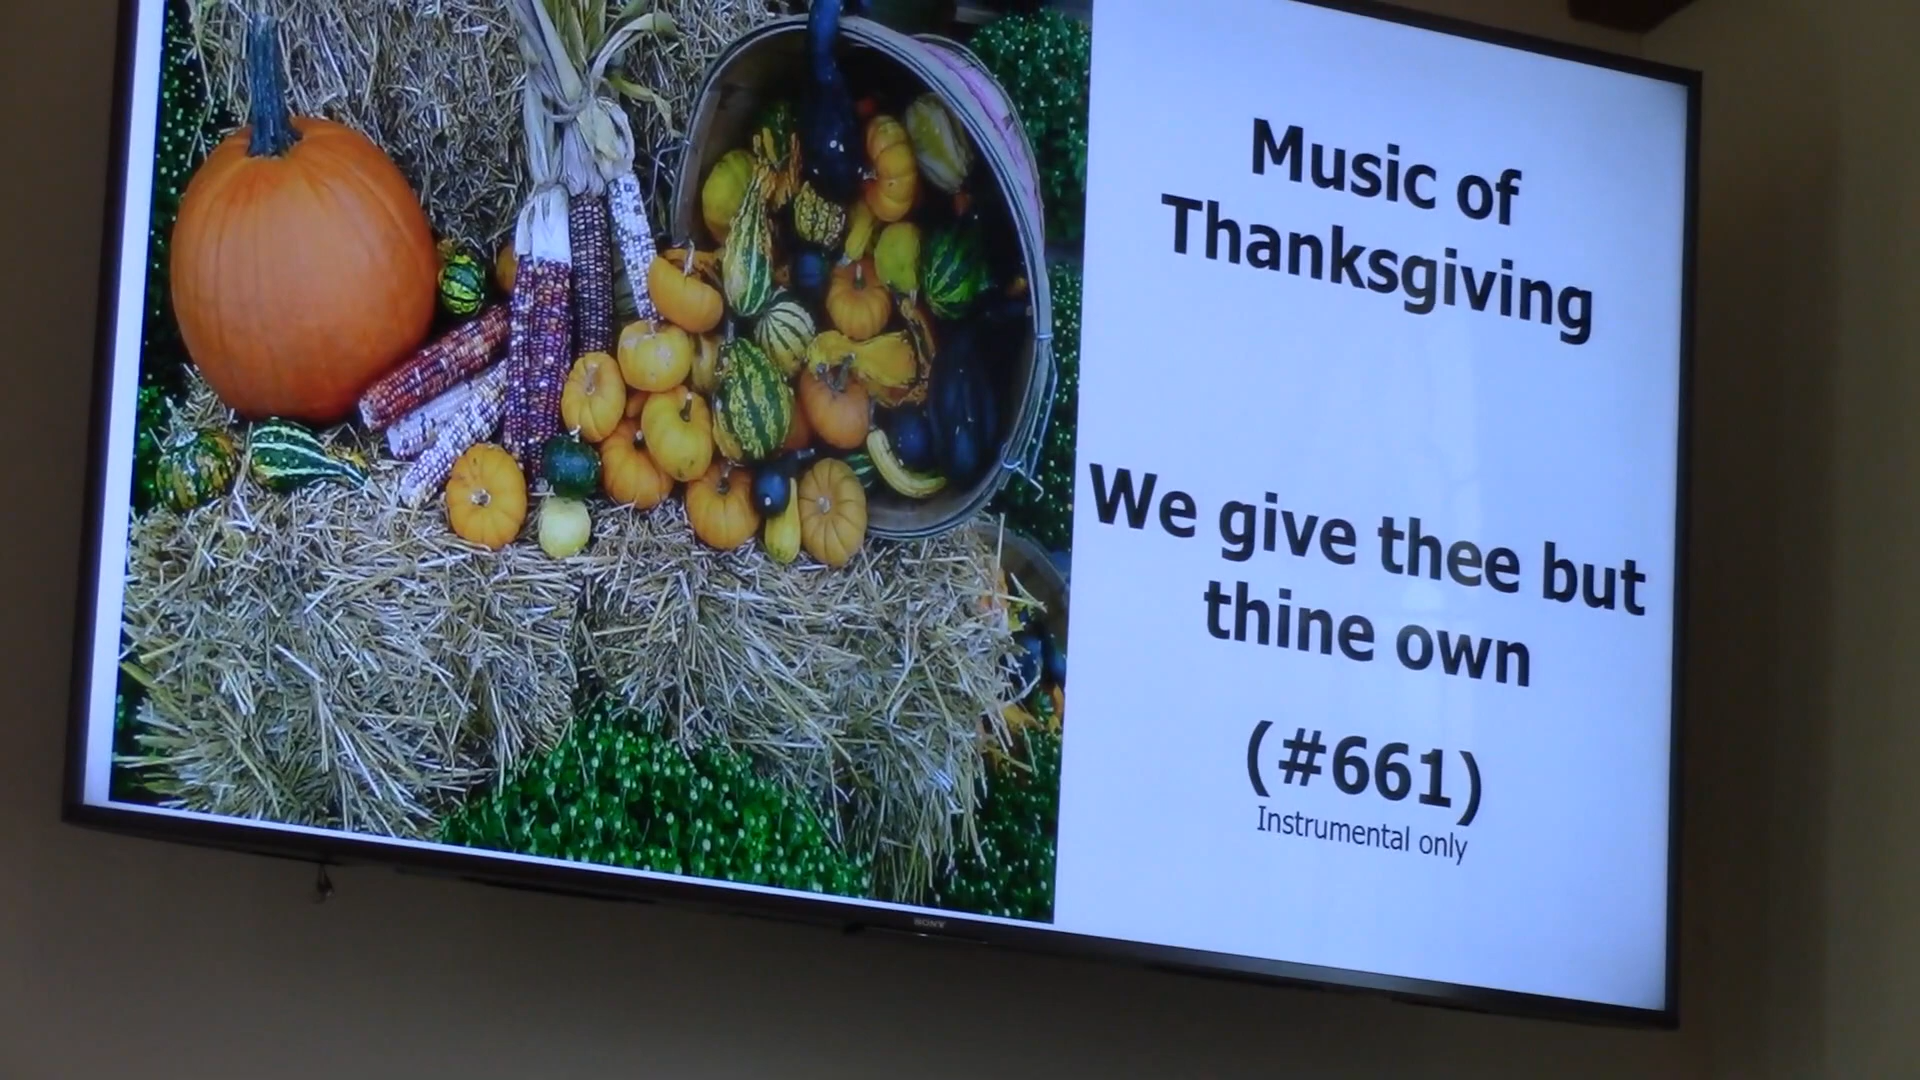 Music of
Thanksgiving
We give thee but
thine own
(#661)
Instrumental only
SONY